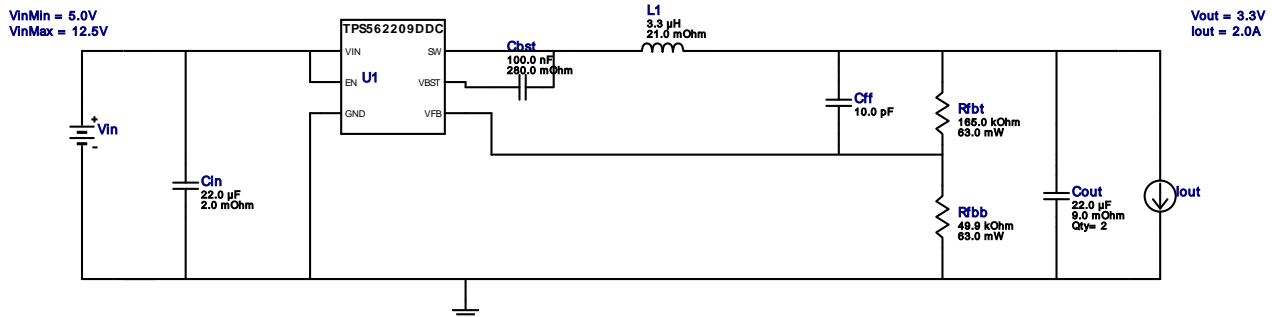 VinMin = 5.0V
VinMax = 12.5V
TPS562209DDC
VIN
SW
EN
U1
VBST
GND
VFB
Cbst
100.0 nF
280.0 mOhm
L1
3.3 µH
21.0 mOhm
Vout = 3.3V
Iout = 2.0A
+
Vin
-
Cin
22.0 µF
2.0 mOhm
Cff
10.0 pF
Rfbt
165.0 kOhm
63.0 mW
Rfbb
49.9 kOhm
63.0 mW
Cout
22.0 µF
9.0 mOhm
Qty= 2
Iout